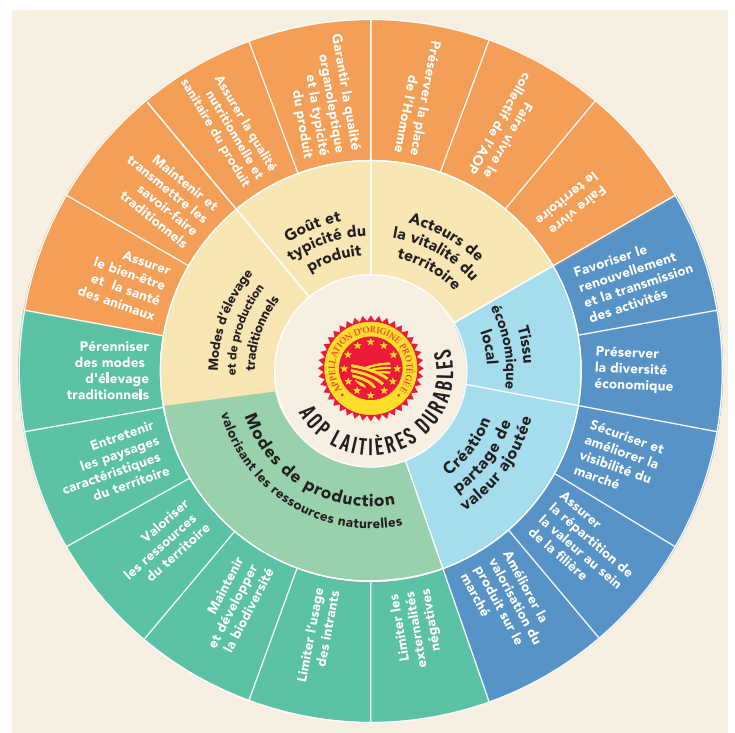 APPELLATION D'ORIGINE PROTÉGÉE
AOP LAITIÈRES DURABLES
Goût et
typicité du
produit
Acteurs de
la vitalité du
territoire
Tissu
économique
local
Création
partage de
valeur ajoutée
Modes de production
valorisant les ressources naturelles
Modes d'élevage
et de production
traditionnels
Préserver la place
de l'Homme
Faire vivre le
collectif de l'AOP
Faire vivre
le territoire
Favoriser le
renouvellement
et la transmission
des activités
Préserver
la diversité
économique
Sécuriser et
améliorer la
visibilité du
marché
Assurer
la répartition de
la valeur au sein
de la filière
Améliorer la
valorisation du
produit sur le
marché
Limiter les
externalités
négatives
Limiter l'usage
des intrants
Maintenir
et développer
la biodiversité
Valoriser
les ressources
du territoire
Entretenir
les paysages
caractéristiques
du territoire
Pérenniser
des modes
d'élevage
traditionnels
Assurer
le bien-être
et la santé
des animaux
Maintenir et
transmettre les
savoir-faire
traditionnels
Assurer la qualité
nutritionnelle et
sanitaire du produit
Garantir la qualité
organoleptique
et la typicité
du produit